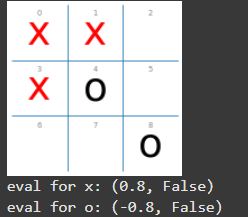 0 1 2
X X
3 4 5
X O
6 7 8
O
eval for x: (0.8, False)
eval for o: (-0.8, False)